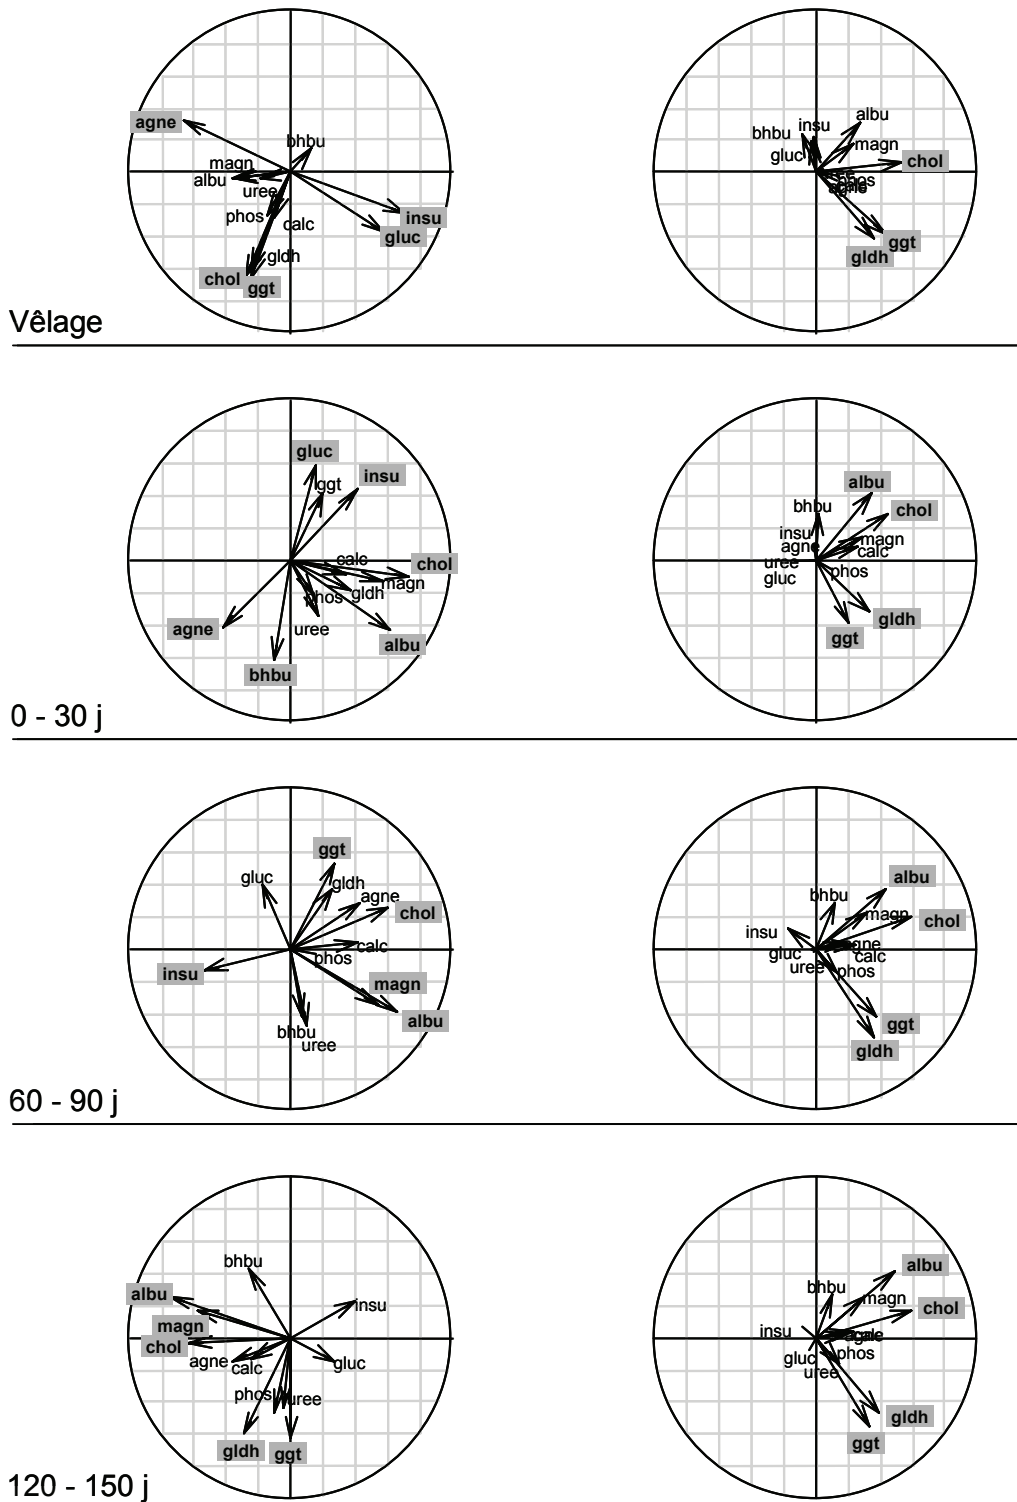 agne
bhbu
magn
albu
uree
phos
calc
insu
gluc
gldh
chol
ggt
bhbu
insu
albu
gluc
magn
chol
phos
ggt
gldh
Vêlage
gluc
insu
ggt
calc
chol
magn
gldh
phos
uree
agne
albu
bhbu
albu
chol
bhbu
insu
magn
agne
calc
uree
phos
gluc
gldh
ggt
0 - 30 j
ggt
gluc
gldh
agne
chol
calc
phos
insu
magn
albu
bhbu
uree
albu
bhbu
magn
chol
insu
agne
gluc
calc
uree
phos
ggt
gldh
60 - 90 j
bhbu
albu
insu
magn
chol
agne
calc
gluc
phos
uree
gldh
ggt
albu
bhbu
magn
chol
insu
gluc
phos
uree
gldh
ggt
120 - 150 j